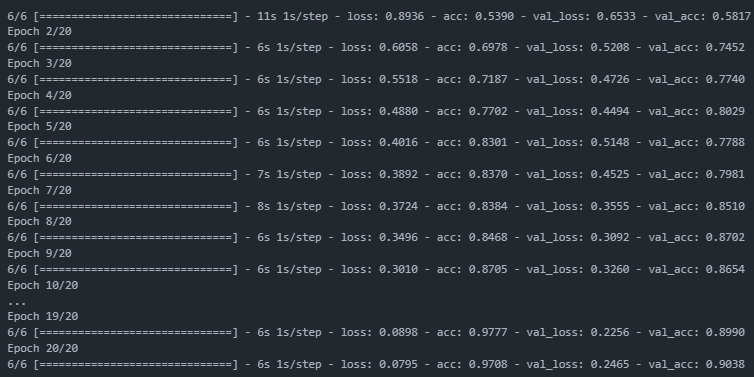 6/6 [==============================] - 11s 1s/step - loss: 0.8936 - acc: 0.5390 - val_loss: 0.6533 - val_acc: 0.5817
Epoch 2/20
6/6 [==============================] - 6s 1s/step - loss: 0.6058 - acc: 0.6978 - val_loss: 0.5208 - val_acc: 0.7452
Epoch 3/20
6/6 [==============================] - 6s 1s/step - loss: 0.5518 - acc: 0.7187 - val_loss: 0.4726 - val_acc: 0.7740
Epoch 4/20
6/6 [==============================] - 6s 1s/step - loss: 0.4880 - acc: 0.7702 - val_loss: 0.4494 - val_acc: 0.8029
Epoch 5/20
6/6 [==============================] - 6s 1s/step - loss: 0.4016 - acc: 0.8301 - val_loss: 0.5148 - val_acc: 0.7788
Epoch 6/20
6/6 [==============================] - 7s 1s/step - loss: 0.3892 - acc: 0.8370 - val_loss: 0.4525 - val_acc: 0.7981
Epoch 7/20
6/6 [==============================] - 8s 1s/step - loss: 0.3724 - acc: 0.8384 - val_loss: 0.3555 - val_acc: 0.8510
Epoch 8/20
6/6 [==============================] - 6s 1s/step - loss: 0.3496 - acc: 0.8468 - val_loss: 0.3092 - val_acc: 0.8702
Epoch 9/20
6/6 [==============================] - 6s 1s/step - loss: 0.3010 - acc: 0.8705 - val_loss: 0.3260 - val_acc: 0.8654
Epoch 10/20
...
Epoch 19/20
6/6 [==============================] - 6s 1s/step - loss: 0.0898 - acc: 0.9777 - val_loss: 0.2256 - val_acc: 0.8990
Epoch 20/20
6/6 [==============================] - 6s 1s/step - loss: 0.0795 - acc: 0.9708 - val_loss: 0.2465 - val_acc: 0.9038